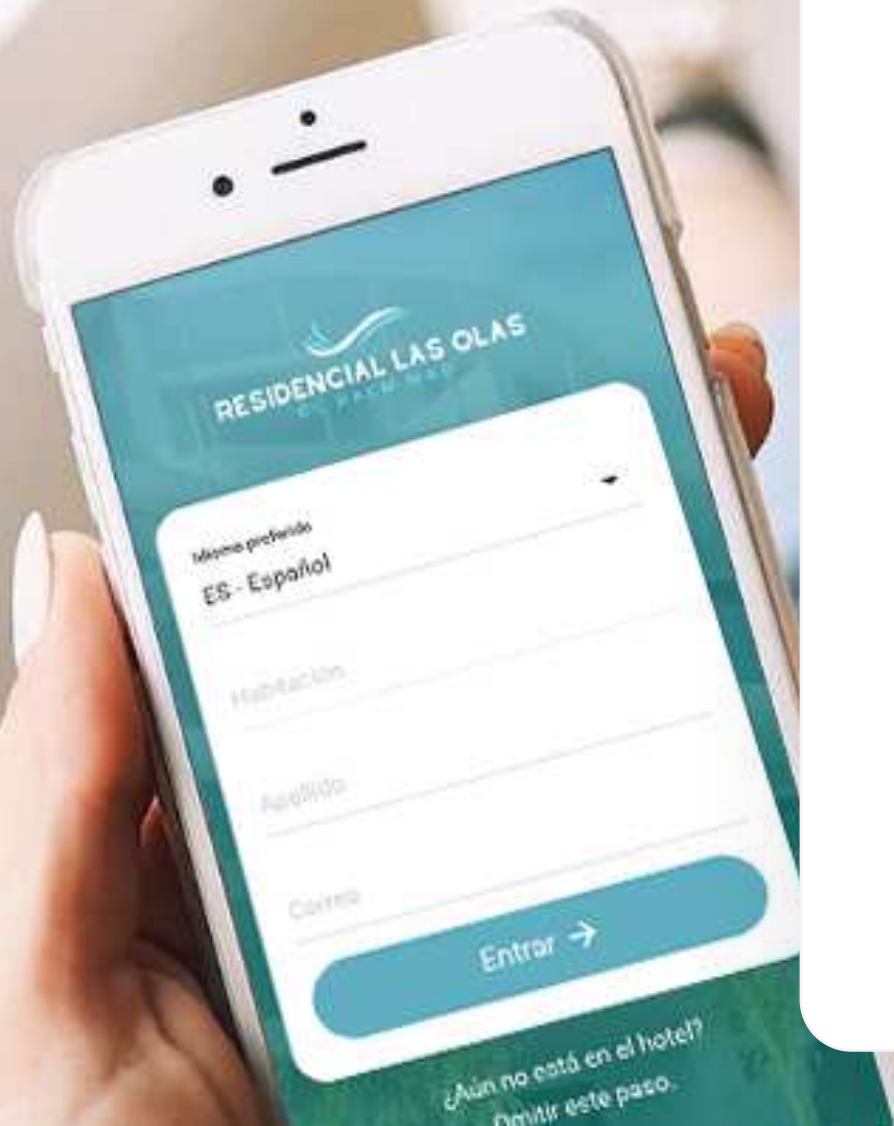 RESIDENCIAL LAS OLAS
Idioma preferido
ES - Español
Habitación
Apellido
Correo
Entrar →
¿Aún no está en el hotel?
Omitir este paso.